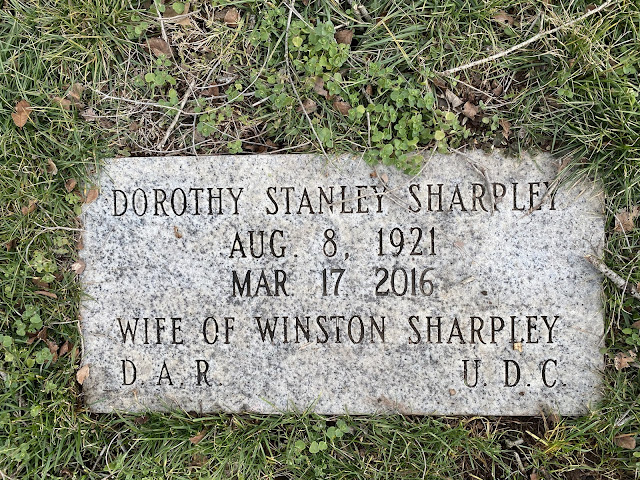 DOROTHY STANLEY SHARPLEY
AUG. 8, 1921
MAR 17 2016
WIFE OF WINSTON SHARPLEY
D.A.R. U.D.C.